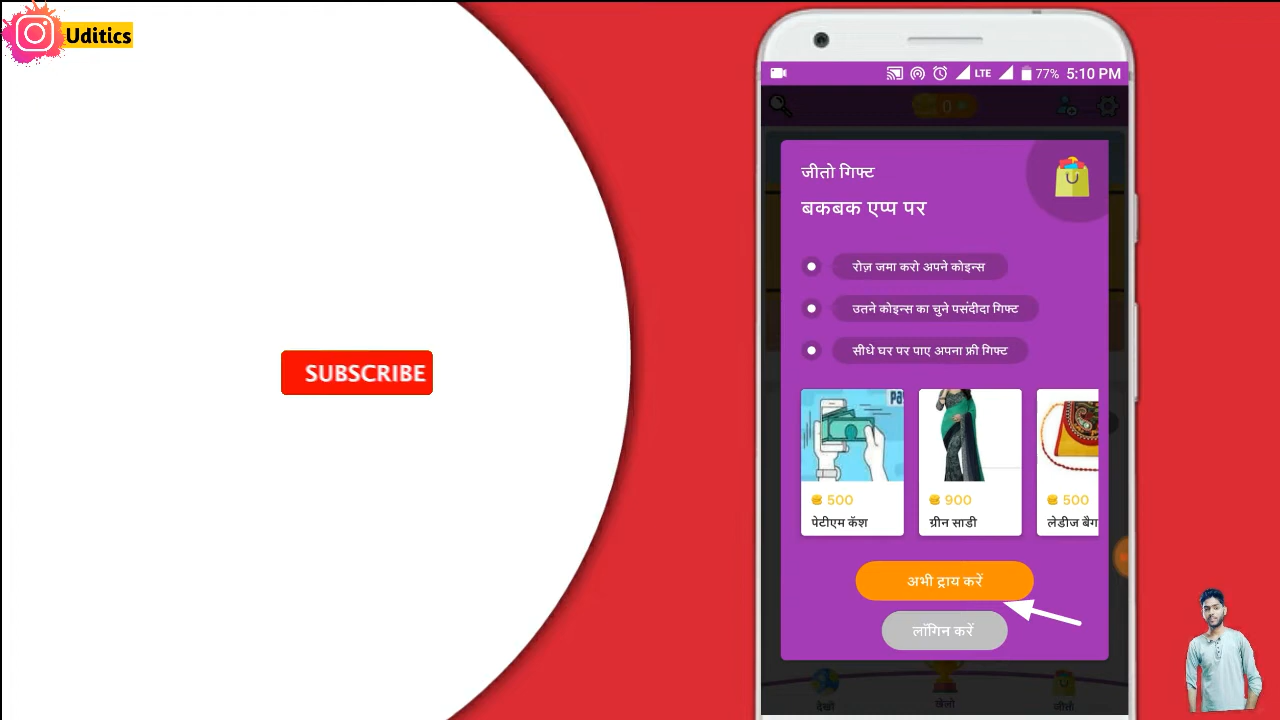 Uditics
SUBSCRIBE
LTE 77% 5:10 PM
0
जीतो गिफ्ट
बकबक एप्प पर
रोज़ जमा करो अपने कोइन्स
उतने कोइन्स का चुने पसंदीदा गिफ्ट
सीधे घर पर पाए अपना फ्री गिफ्ट
500
पेटीएम कॅश
900
ग्रीन साडी
500
लेडीज बैग
अभी ट्राय करें
लॉगिन करें
देखो
खेलो
जीतो